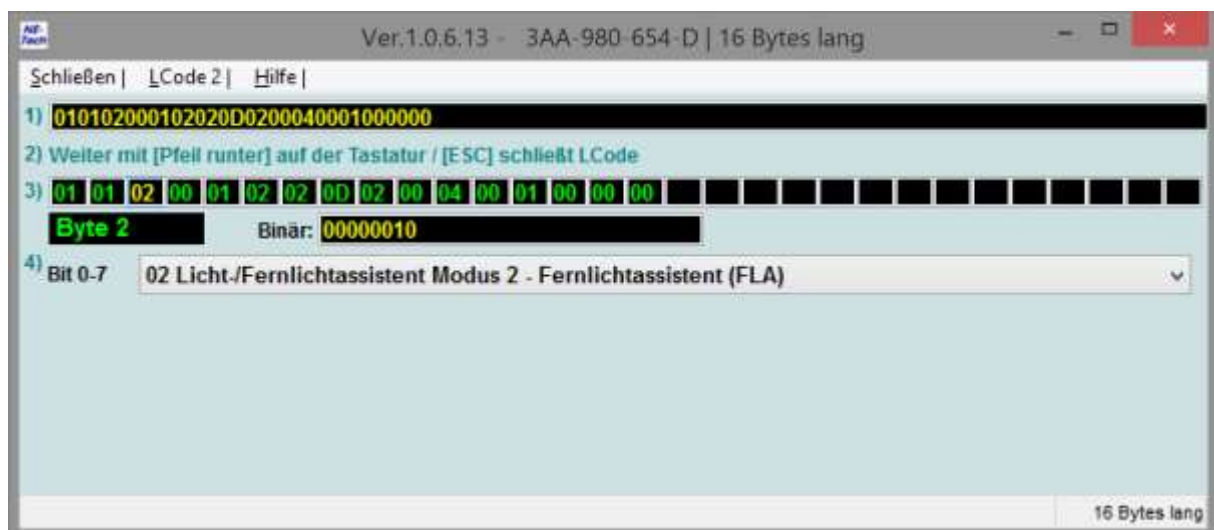 NE-Tech Ver.1.0.6.13 - 3AA-980-654-D | 16 Bytes lang
Schließen | LCode 2 | Hilfe |
1) 010102000102020D0200040001000000
2) Weiter mit [Pfeil runter] auf der Tastatur / [ESC] schließt LCode
3) 01 01 02 00 01 02 02 0D 02 00 04 00 01 00 00 00
Byte 2 Binär: 00000010
4) Bit 0-7 02 Licht-/Fernlichtassistent Modus 2 - Fernlichtassistent (FLA)
16 Bytes lang